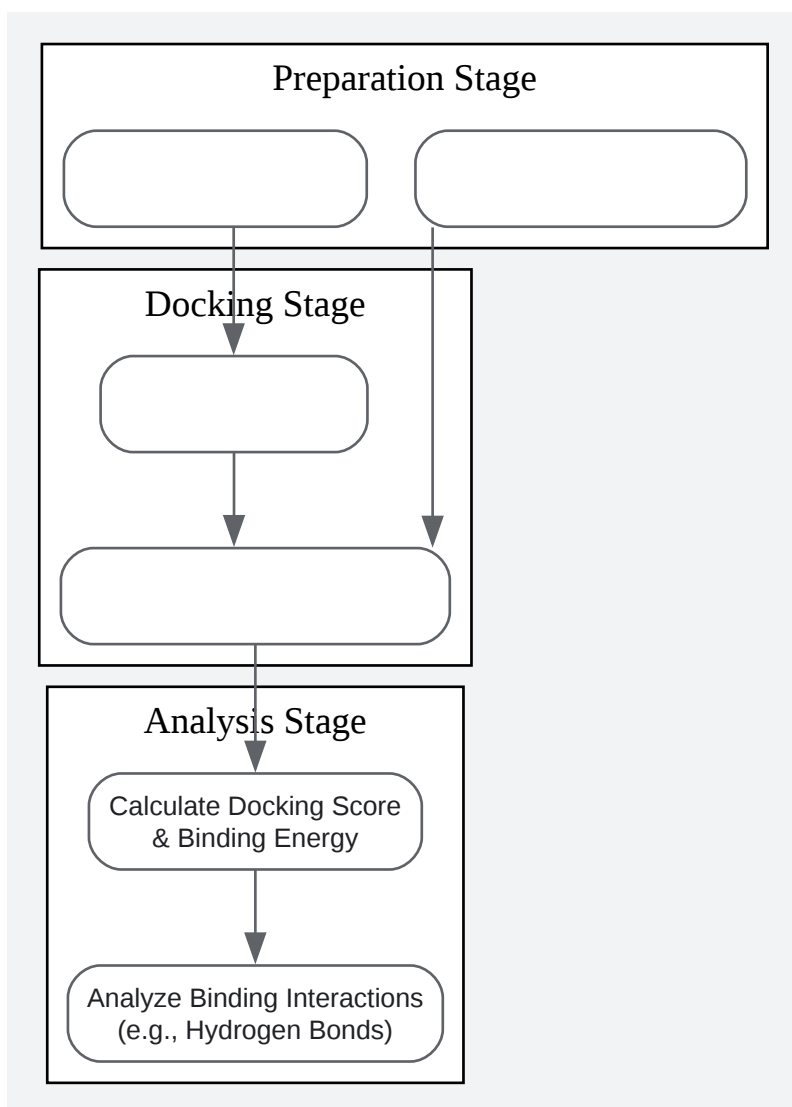 Preparation Stage
Docking Stage
Analysis Stage
Calculate Docking Score
& Binding Energy
Analyze Binding Interactions
(e.g., Hydrogen Bonds)